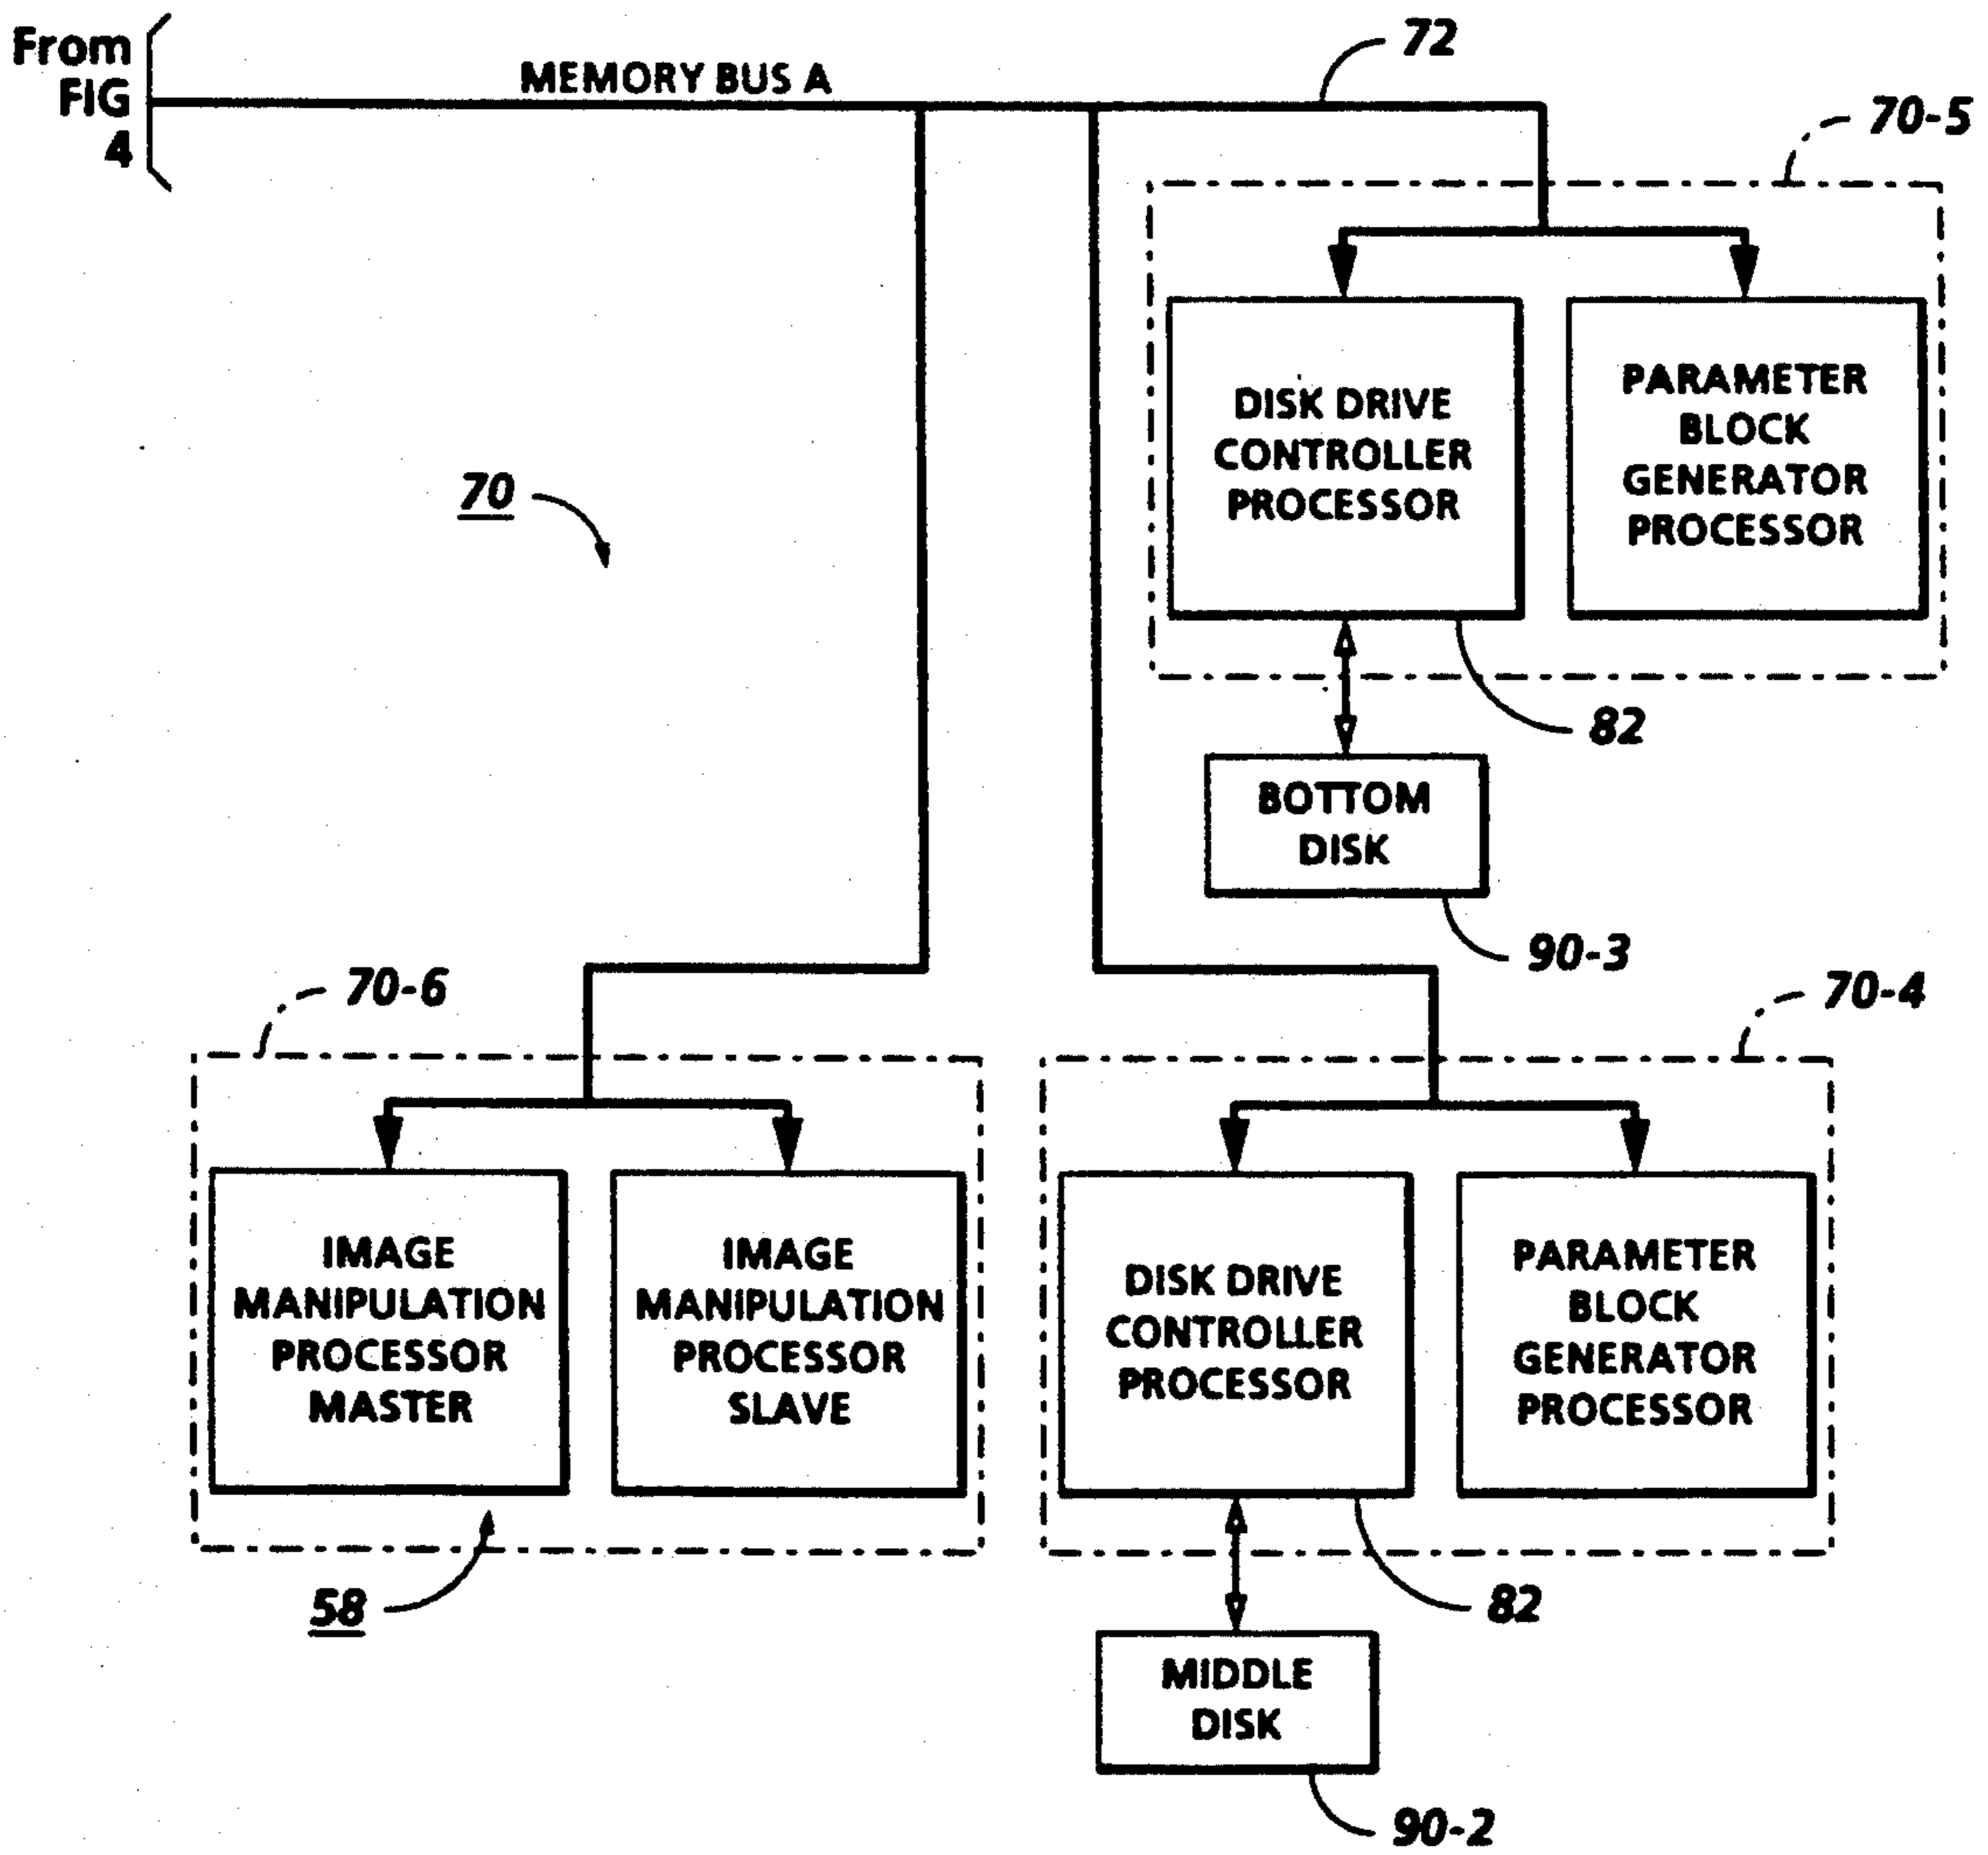 From
FIG
4
MEMORY BUS A
72
70-5
DISK DRIVE
CONTROLLER
PROCESSOR
PARAMETER
BLOCK
GENERATOR
PROCESSOR
70
82
BOTTOM
DISK
90-3
70-6
70-4
IMAGE
MANIPULATION
PROCESSOR
MASTER
IMAGE
MANIPULATION
PROCESSOR
SLAVE
DISK DRIVE
CONTROLLER
PROCESSOR
PARAMETER
BLOCK
GENERATOR
PROCESSOR
58
82
MIDDLE
DISK
90-2